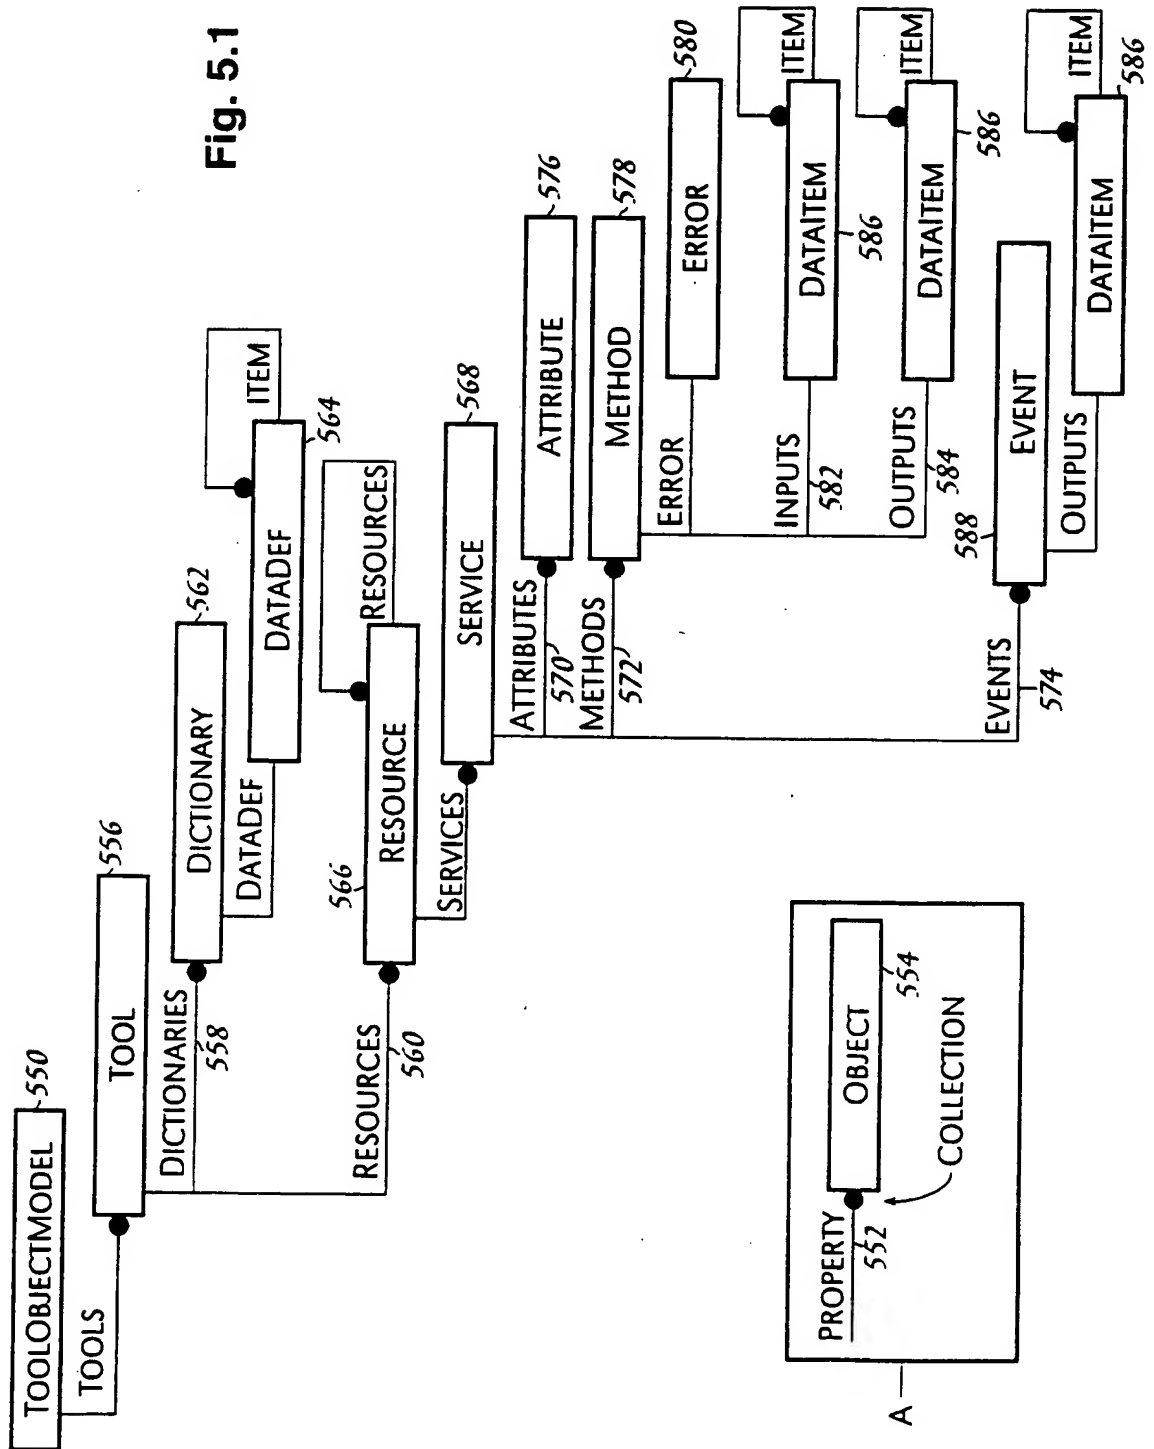 Fig. 5.1
TOOLOBJECTMODEL
550
TOOLS
TOOL
556
DICTIONARIES
558
DICTIONARY
562
DATADEF
DATADEF
564
ITEM
RESOURCES
560
566
RESOURCE
RESOURCES
SERVICES
SERVICE
568
ATTRIBUTES
570
ATTRIBUTE
576
METHODS
572
METHOD
578
ERROR
ERROR
580
INPUTS
582
DATAITEM
586
ITEM
OUTPUTS
584
DATAITEM
586
ITEM
EVENTS
574
588
EVENT
OUTPUTS
DATAITEM
586
ITEM
A
PROPERTY
552
OBJECT
554
COLLECTION